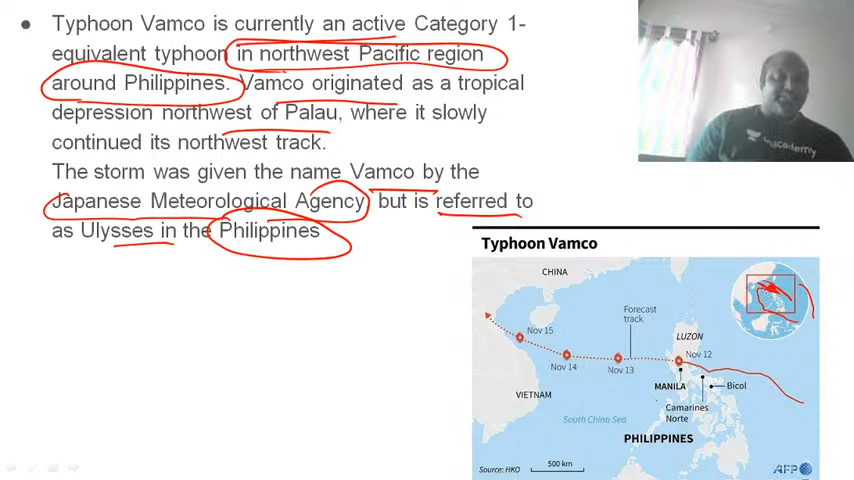 Typhoon Vamco is currently an active Category 1-
equivalent typhoon in northwest Pacific region
around Philippines. Vamco originated as a tropical
depression northwest of Palau, where it slowly
continued its northwest track.
The storm was given the name Vamco by the
Japanese Meteorological Agency, but is referred to
as Ulysses in the Philippines
academy
Typhoon Vamco
CHINA
Forecast
track
Nov 15
LUZON
Nov 12
Nov 14
Nov 13
MANILA
Bicol
VIETNAM
Camarines
Norte
South China Sea
PHILIPPINES
Source: HKO
500 km
AFP